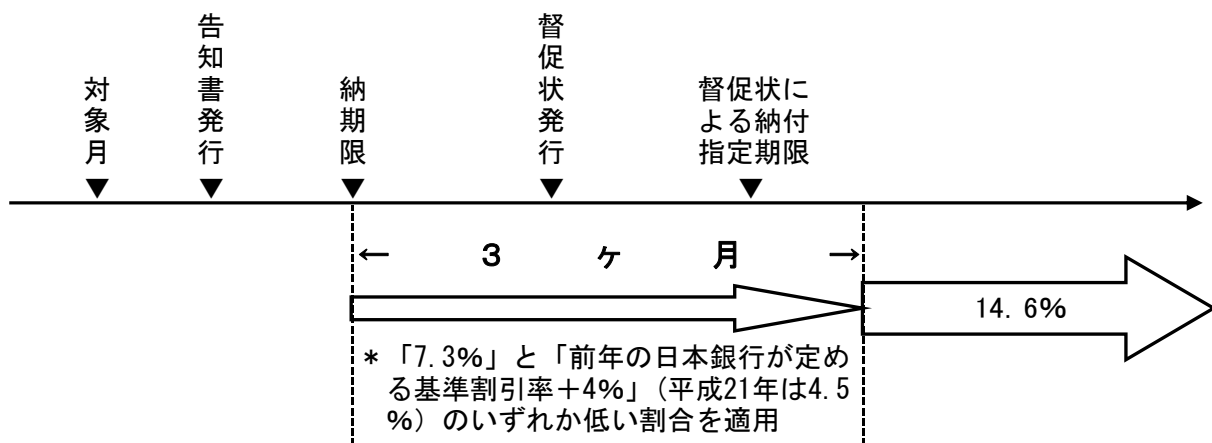 対象月
告知書発行
納期限
督促状発行
督促状に
よる納付
指定期限
← 3 ヶ 月 →
14.6%
* 「7.3%」と「前年の日本銀行が定め
る基準割引率+4%」(平成21年は4.5
%)のいずれか低い割合を適用